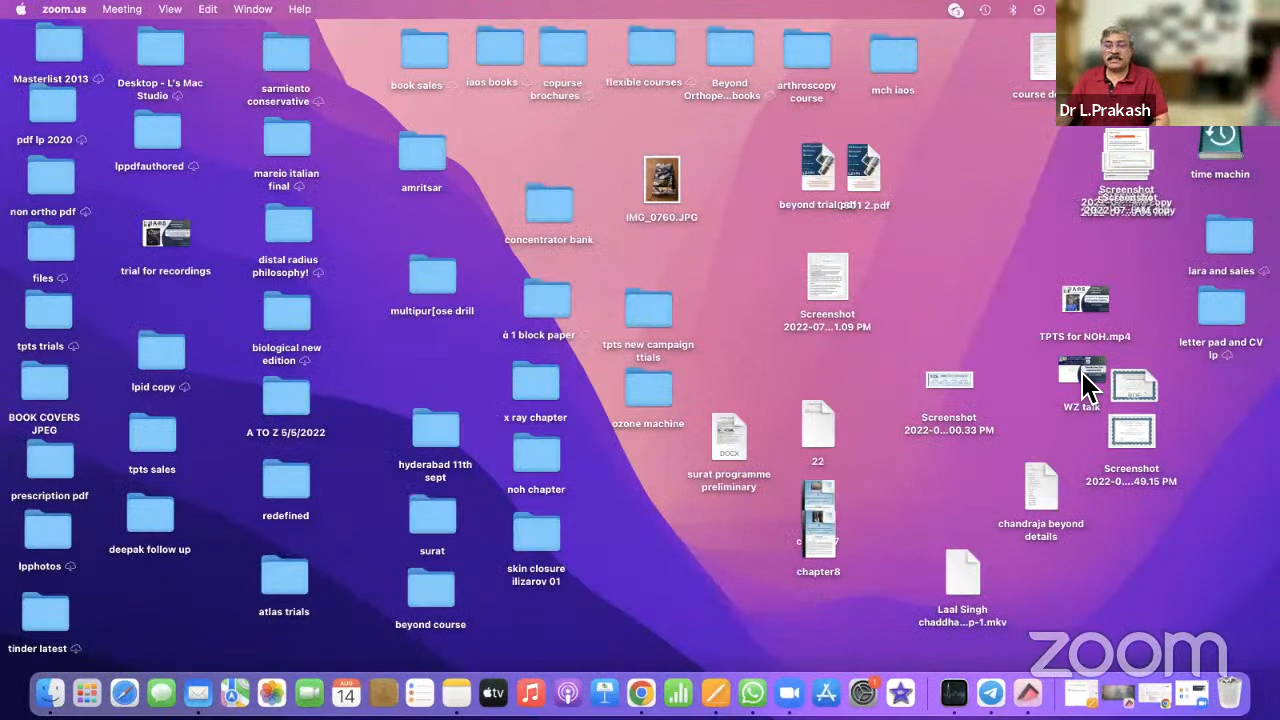 zoom.us Meeting View Edit Window Help
Dr L.Prakash
Masterlist 2013
Desktop - L's Mac
Studio
sarmiento
conservative
book sales
iaos books
copurse
brochures
flexible courses
Beyond
Orthope...books
arthroscopy
course
mch iaos
pdf lp 2020
lppdfauthored
mareio italian
final
amritsar
IMG_0760.JPG
beyond trial
2.pdf
Screenshot
time machin
non ortho pdf
trial for recordings
distal radius
philosophy!
concentrator bank
lara and sales
files
multipur[ose drill
Screenshot
2022-07...1.09 PM
TPTS for NOH.mp4
letter pad and CV
lp
tpts trials
lpid copy
biological new
edition
à 1 block paper
tpts new campaign
ttials
WZ talk
BOOK COVERS
JPEG
tpts sales
A TO Z 5/5/2022
x ray chapter
ozone machine
Screenshot
2022-0...00.33 PM
DOCX
surat programme
preliminary
22
Screenshot
2022-0....49.15 PM
prescription pdf
deepak follow up
redefined
hyderabad 11th
sept
noh chapter
chandraja beyond
details
lpphotos
surat
skin closure
ilizarov 01
chapter8
atlas trials
beyond course
Laal Singh
chaddha...p-1.mkv
tinder latest
zoom
AUG
14
tv